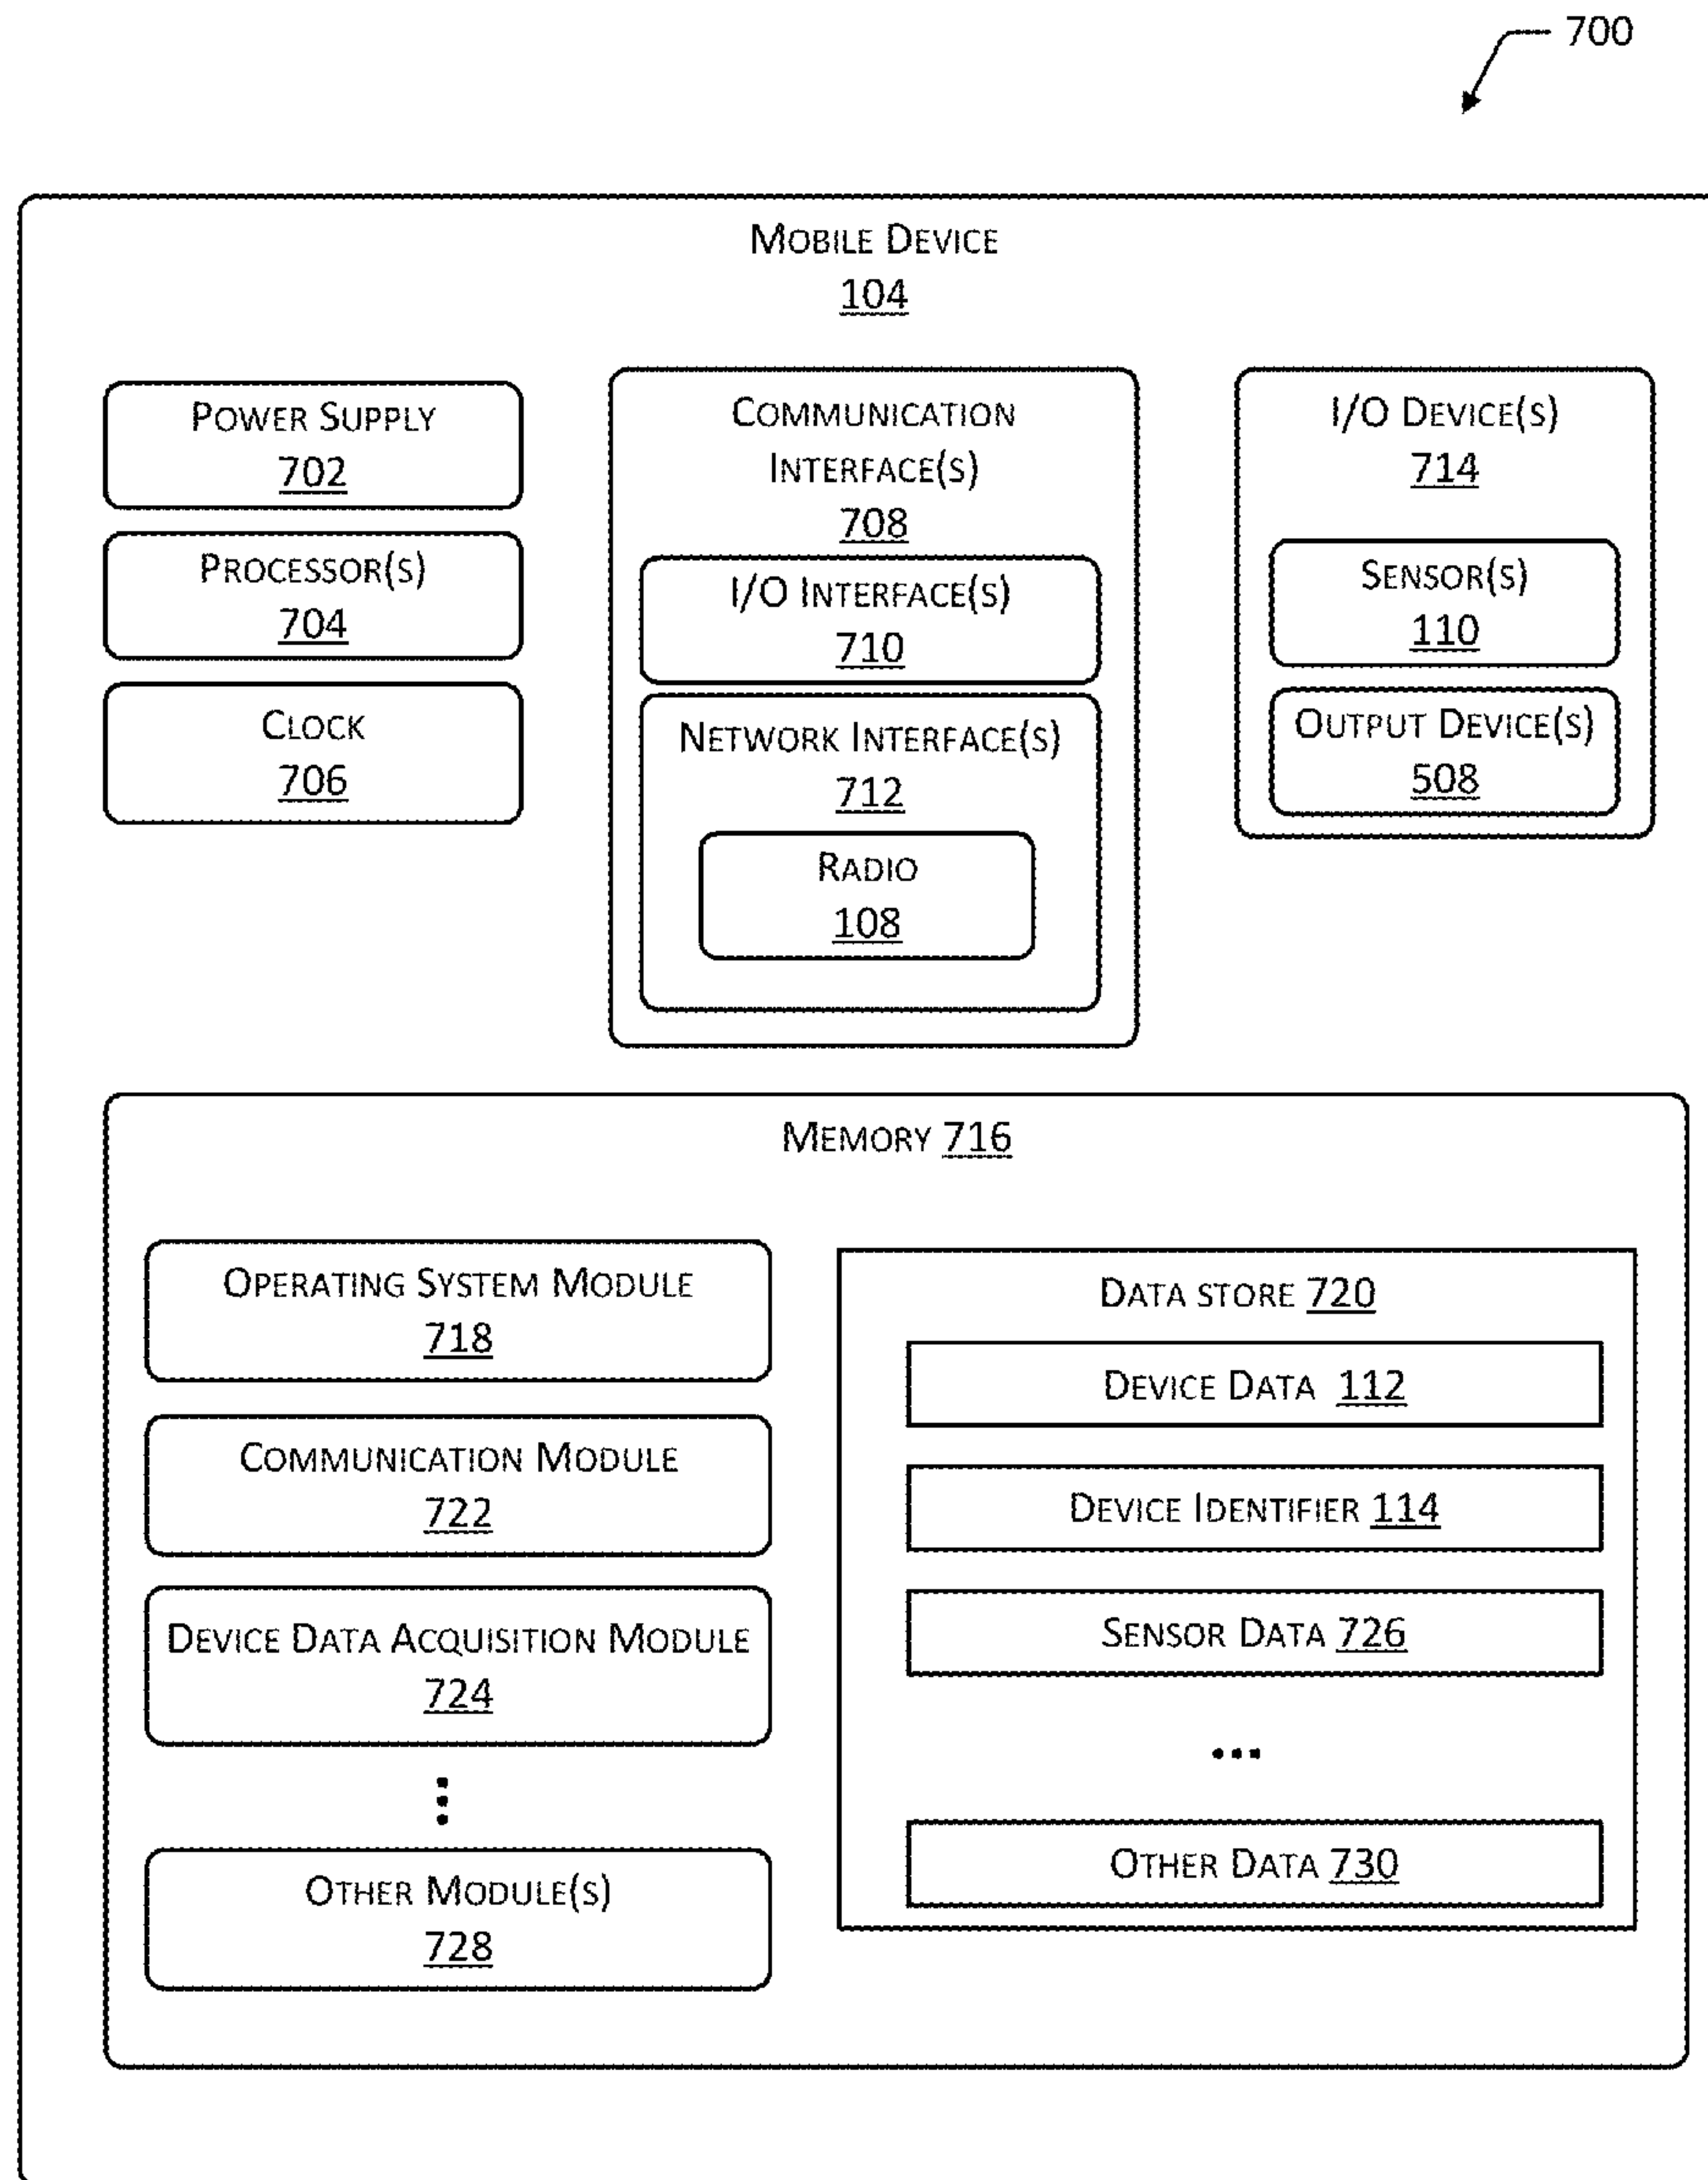 700
MOBILE DEVICE
104
POWER SUPPLY
702
PROCESSOR(S)
704
CLOCK
706
COMMUNICATION
INTERFACE(S)
708
I/O INTERFACE(S)
710
NETWORK INTERFACE(S)
712
RADIO
108
I/O DEVICE(S)
714
SENSOR(S)
110
OUTPUT DEVICE(S)
508
MEMORY 716
OPERATING SYSTEM MODULE
718
COMMUNICATION MODULE
722
DEVICE DATA ACQUISITION MODULE
724
OTHER MODULE(S)
728
DATA STORE 720
DEVICE DATA 112
DEVICE IDENTIFIER 114
SENSOR DATA 726
...
OTHER DATA 730